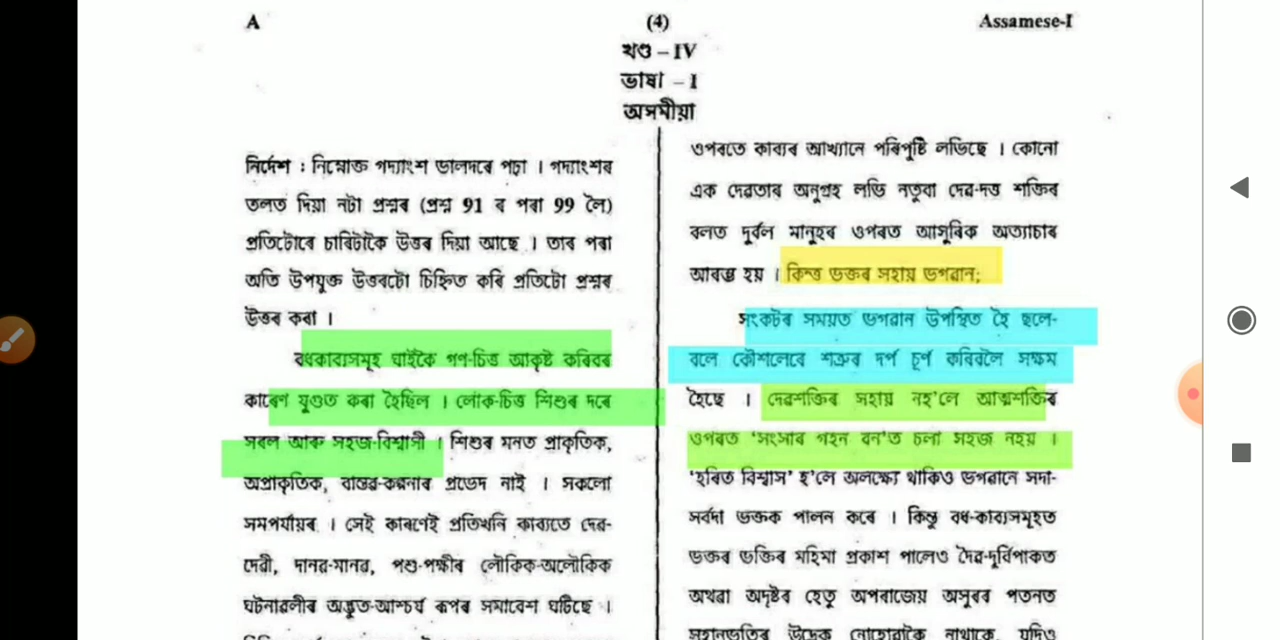 A
(4)
Assamese-I
খণ্ড – IV
ভাষা – I
অসমীয়া
নিৰ্দেশ : নিম্নোক্ত গদ্যাংশ ভালদৰে পঢ়া । গদ্যাংশৰ
তলত দিয়া নটা প্ৰশ্নৰ (প্ৰশ্ন 91 ৰ পৰা 99 লৈ)
প্ৰতিটোৰে চাৰিটাকৈ উত্তৰ দিয়া আছে । তাৰ পৰা
অতি উপযুক্ত উত্তৰটো চিহ্নিত কৰি প্ৰতিটো প্ৰশ্নৰ
উত্তৰ কৰা ।
বধকাব্যসমূহ ঘাইকৈ গণ-চিত্ত আকৃষ্ট কৰিবৰ
কাৰণে যুগুত কৰা হৈছিল । লোক-চিত্ত শিশুৰ দৰে
সৰল আৰু সহজ-বিশ্বাসী । শিশুৰ মনত প্ৰাকৃতিক,
অপ্ৰাকৃতিক, বাস্তৱ-কল্পনাৰ প্ৰভেদ নাই । সকলো
সমপৰ্যায়ৰ । সেই কাৰণেই প্ৰতিখনি কাব্যতে দেৱ-
দেৱী, দানৱ-মানৱ, পশু-পক্ষীৰ লৌকিক-অলৌকিক
ঘটনাৱলীৰ অদ্ভুত-আশ্চৰ্য ৰূপৰ সমাবেশ ঘটিছে ।
ওপৰতে কাব্যৰ আখ্যানে পৰিপুষ্টি লভিছে । কোনো
এক দেৱতাৰ অনুগ্ৰহ লভি নতুবা দেৱ-দত্ত শক্তিৰ
বলত দুৰ্বল মানুহৰ ওপৰত আসুৰিক অত্যাচাৰ
আৰম্ভ হয় । কিন্তু ভক্তৰ সহায় ভগৱান;
সংকটৰ সময়ত ভগৱান উপস্থিত হৈ ছলে-
বলে কৌশলেৰে শত্ৰুৰ দৰ্প চূৰ্ণ কৰিবলৈ সক্ষম
হৈছে । দেৱশক্তিৰ সহায় নহ'লে আত্মশক্তিৰ
ওপৰত 'সংসাৰ গহন বন'ত চলা সহজ নহয় ।
'হৰিত বিশ্বাস' হ'লে অলক্ষ্যে থাকিও ভগৱানে সদা-
সৰ্বদা ভক্তক পালন কৰে । কিন্তু বধ-কাব্যসমূহত
ভক্তৰ ভক্তিৰ মহিমা প্ৰকাশ পালেও দৈৱ-দুৰ্বিপাকত
অথবা অদৃষ্টৰ হেতু অপৰাজেয় অসুৰৰ পতনত
সহানুভূতিৰ উদ্ৰেক নোহোৱাকৈ নাথাকে, যদিও